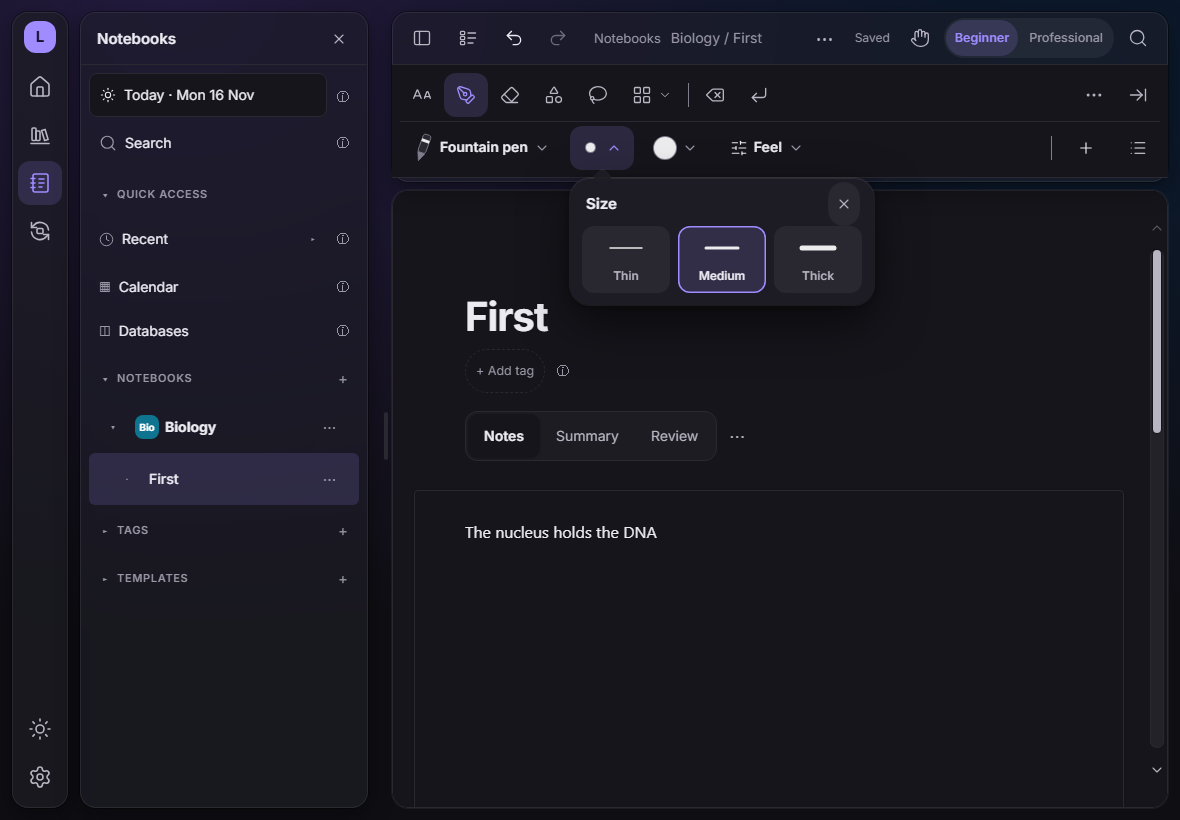 L
Notebooks
Today · Mon 16 Nov
Search
QUICK ACCESS
Recent
Calendar
Databases
NOTEBOOKS
Bio Biology
First
TAGS
TEMPLATES
Notebooks Biology / First
Saved
Beginner Professional
AA
Fountain pen
Feel
Size
Thin Medium Thick
First
+ Add tag
Notes Summary Review
The nucleus holds the DNA